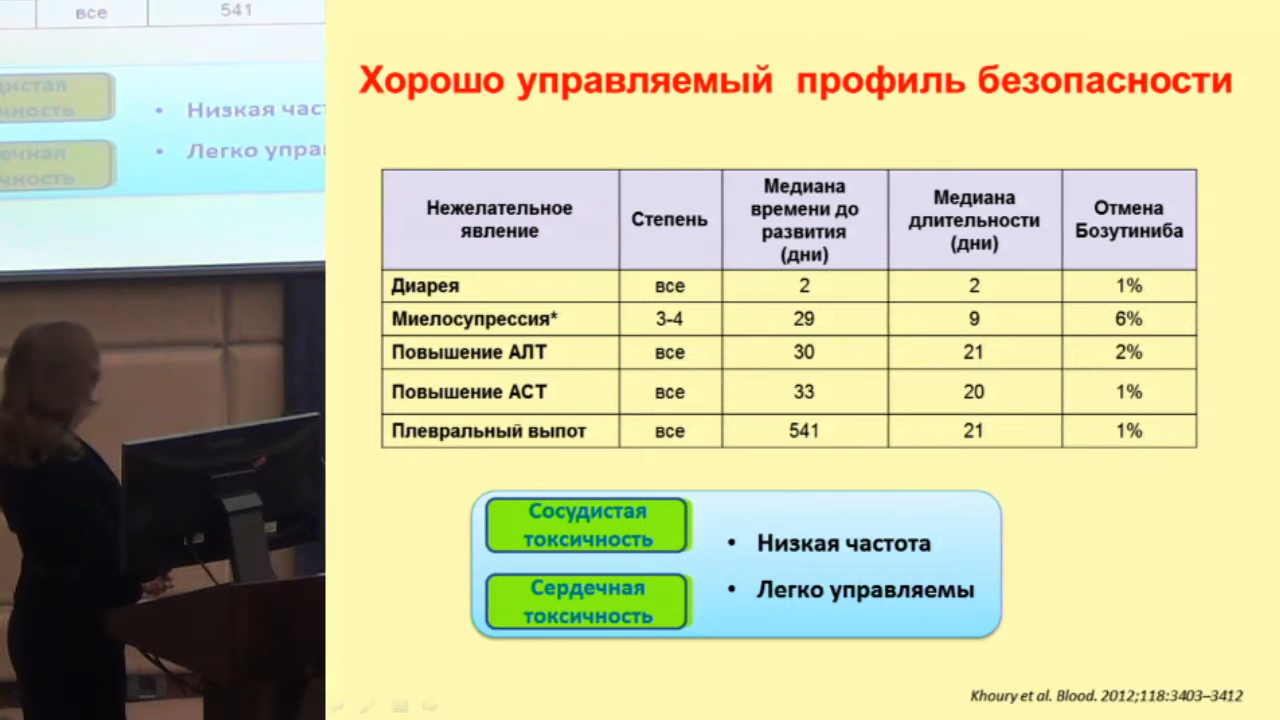 все 541
Низкая
Легко
Хорошо управляемый профиль безопасности
Нежелательное явление
Степень
Медиана времени до развития (дни)
Медиана длительности (дни)
Отмена Бозутиниба
Диарея все 2 2 1%
Миелосупрессия* 3-4 29 9 6%
Повышение АЛТ все 30 21 2%
Повышение АСТ все 33 20 1%
Плевральный выпот все 541 21 1%
Сосудистая
токсичность
Сердечная
токсичность
• Низкая частота
• Легко управляемы
Khoury et al. Blood. 2012;118:3403–3412